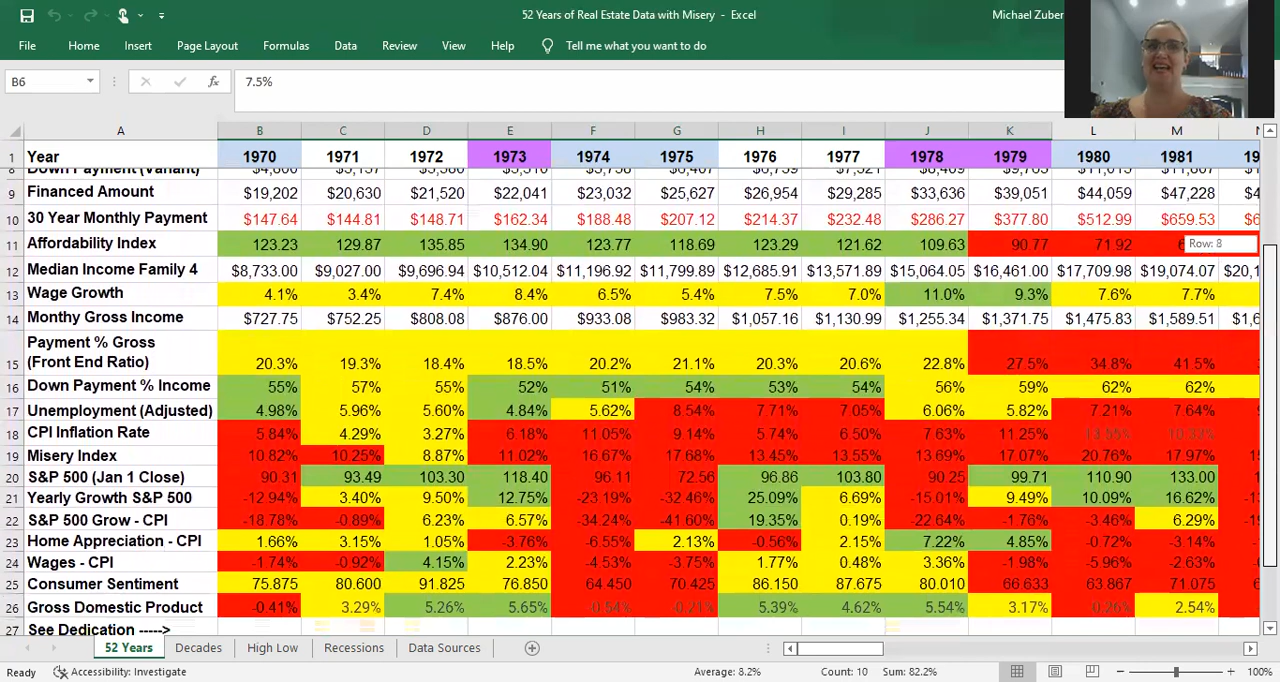 52 Years of Real Estate Data with Misery - Excel Michael Zuber
File Home Insert Page Layout Formulas Data Review View Help Tell me what you want to do
B6 fx 7.5%
A B C D E F G H I J K L M N
1 Year 1970 1971 1972 1973 1974 1975 1976 1977 1978 1979 1980 1981 19
8 Down Payment (Variant)
9 Financed Amount $19,202 $20,630 $21,520 $22,041 $23,032 $25,627 $26,954 $29,285 $33,636 $39,051 $44,059 $47,228 $4
10 30 Year Monthly Payment $147.64 $144.81 $148.71 $162.34 $188.48 $207.12 $214.37 $232.48 $286.27 $377.80 $512.99 $659.53 $6
11 Affordability Index 123.23 129.87 135.85 134.90 123.77 118.69 123.29 121.62 109.63 90.77 71.92 6 Row: 8
12 Median Income Family 4 $8,733.00 $9,027.00 $9,696.94 $10,512.04 $11,196.92 $11,799.89 $12,685.91 $13,571.89 $15,064.05 $16,461.00 $17,709.98 $19,074.07 $20,1
13 Wage Growth 4.1% 3.4% 7.4% 8.4% 6.5% 5.4% 7.5% 7.0% 11.0% 9.3% 7.6% 7.7%
14 Monthy Gross Income $727.75 $752.25 $808.08 $876.00 $933.08 $983.32 $1,057.16 $1,130.99 $1,255.34 $1,371.75 $1,475.83 $1,589.51 $1,6
Payment % Gross
15 (Front End Ratio) 20.3% 19.3% 18.4% 18.5% 20.2% 21.1% 20.3% 20.6% 22.8% 27.5% 34.8% 41.5%
16 Down Payment % Income 55% 57% 55% 52% 51% 54% 53% 54% 56% 59% 62% 62%
17 Unemployment (Adjusted) 4.98% 5.96% 5.60% 4.84% 5.62% 8.54% 7.71% 7.05% 6.06% 5.82% 7.21% 7.64%
18 CPI Inflation Rate 5.84% 4.29% 3.27% 6.18% 11.05% 9.14% 5.74% 6.50% 7.63% 11.25% 13.55% 10.33%
19 Misery Index 10.82% 10.25% 8.87% 11.02% 16.67% 17.68% 13.45% 13.55% 13.69% 17.07% 20.76% 17.97%
20 S&P 500 (Jan 1 Close) 90.31 93.49 103.30 118.40 96.11 72.56 96.86 103.80 90.25 99.71 110.90 133.00
21 Yearly Growth S&P 500 -12.94% 3.40% 9.50% 12.75% -23.19% -32.46% 25.09% 6.69% -15.01% 9.49% 10.09% 16.62%
22 S&P 500 Grow - CPI -18.78% -0.89% 6.23% 6.57% -34.24% -41.60% 19.35% 0.19% -22.64% -1.76% -3.46% 6.29%
23 Home Appreciation - CPI 1.66% 3.15% 1.05% -3.76% -6.55% 2.13% -0.56% 2.15% 7.22% 4.85% -0.72% -3.14%
24 Wages - CPI -1.74% -0.92% 4.15% 2.23% -4.53% -3.75% 1.77% 0.48% 3.36% -1.98% -5.96% -2.63%
25 Consumer Sentiment 75.875 80.600 91.825 76.850 64.450 70.425 86.150 87.675 80.010 66.633 63.867 71.075
26 Gross Domestic Product -0.41% 3.29% 5.26% 5.65% -0.54% -0.21% 5.39% 4.62% 5.54% 3.17% -0.26% 2.54%
27 See Dedication ----->
52 Years Decades High Low Recessions Data Sources
Ready Accessibility: Investigate Average: 8.2% Count: 10 Sum: 82.2% 100%